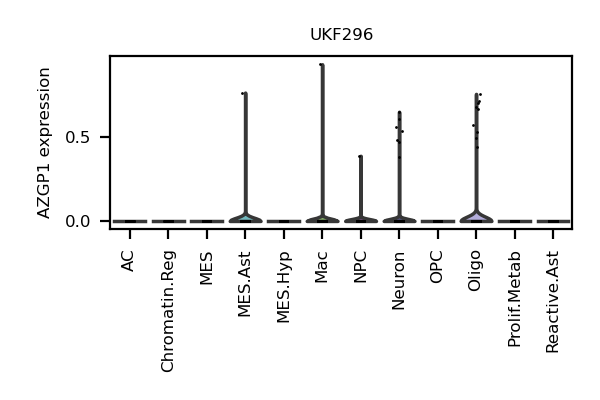 UKF296
AZGP1 expression
0.5
0.0
AC
Chromatin.Reg
MES
MES.Ast
MES.Hyp
Mac
NPC
Neuron
OPC
Oligo
Prolif.Metab
Reactive.Ast